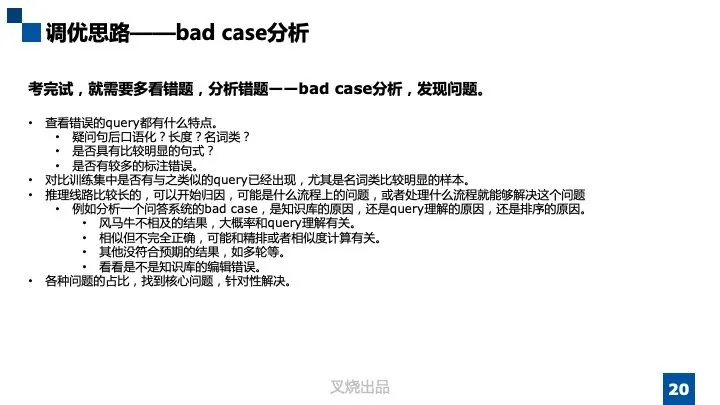 调优思路——bad case分析
考完试，就需要多看错题，分析错题——bad case分析，发现问题。
• 查看错误的query都有什么特点。
• 疑问句后口语化？长度？名词类？
• 是否具有比较明显的句式？
• 是否有较多的标注错误。
• 对比训练集中是否有与之类似的query已经出现，尤其是名词类比较明显的样本。
• 推理线路比较长的，可以开始归因，可能是什么流程上的问题，或者处理什么流程就能够解决这个问题
• 例如分析一个问答系统的bad case，是知识库的原因，还是query理解的原因，还是排序的原因。
• 风马牛不相及的结果，大概率和query理解有关。
• 相似但不完全正确，可能和精排或者相似度计算有关。
• 其他没符合预期的结果，如多轮等。
• 看看是不是知识库的编辑错误。
• 各种问题的占比，找到核心问题，针对性解决。
叉烧出品
20